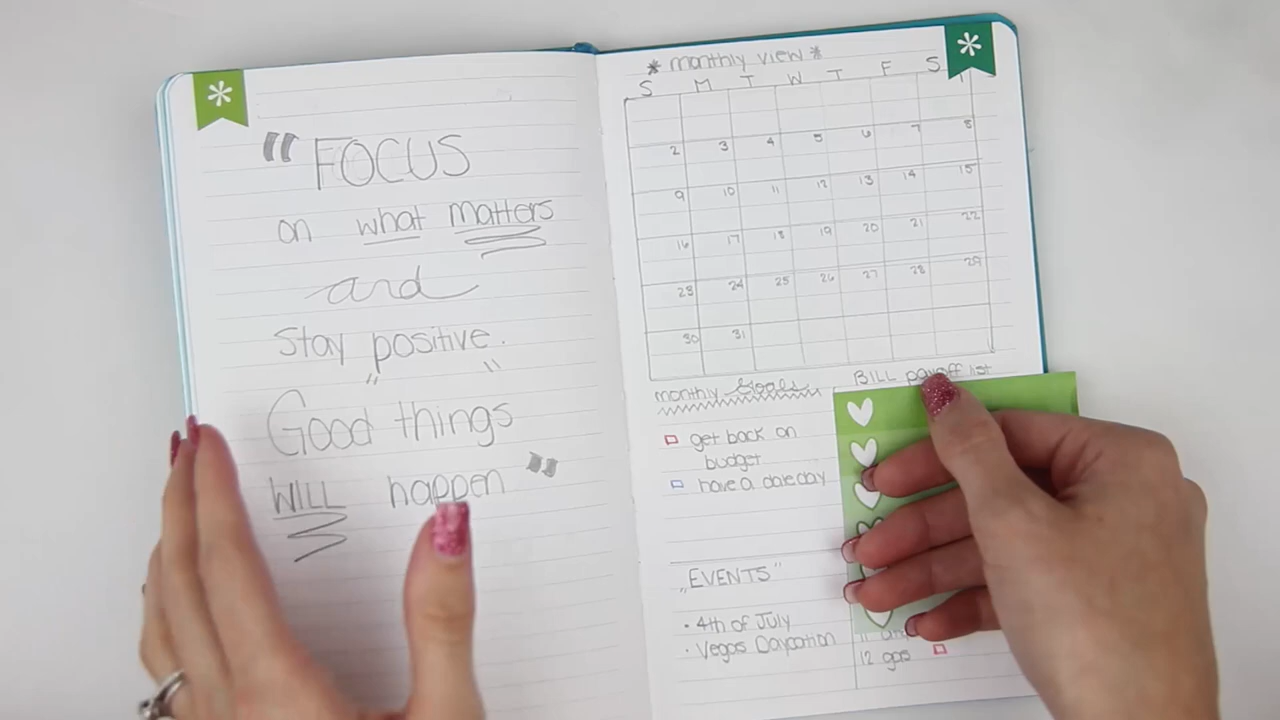 "FOCUS
on what matters
and
Stay positive.
Good things
WILL happen"
* monthly view *
S M T W T F S
1
2 3 4 5 6 7 8
9 10 11 12 13 14 15
16 17 18 19 20 21 22
23 24 25 26 27 28 29
30 31
monthly Goals
get back on
budget
have a date day
"EVENTS"
• 4th of July
• Vegas Daycation
BILL payoff list
12 gas